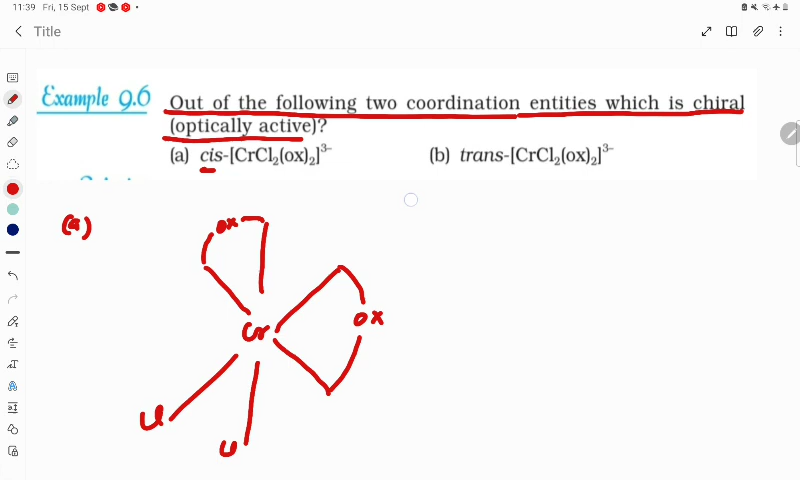 11:39 Fri, 15 Sept
Title
Example 9.6 Out of the following two coordination entities which is chiral
(optically active)?
(a) cis-[CrCl₂(ox)₂]³⁻ (b) trans-[CrCl₂(ox)₂]³⁻
(a)
ox
Cr
ox
Cl
Cl